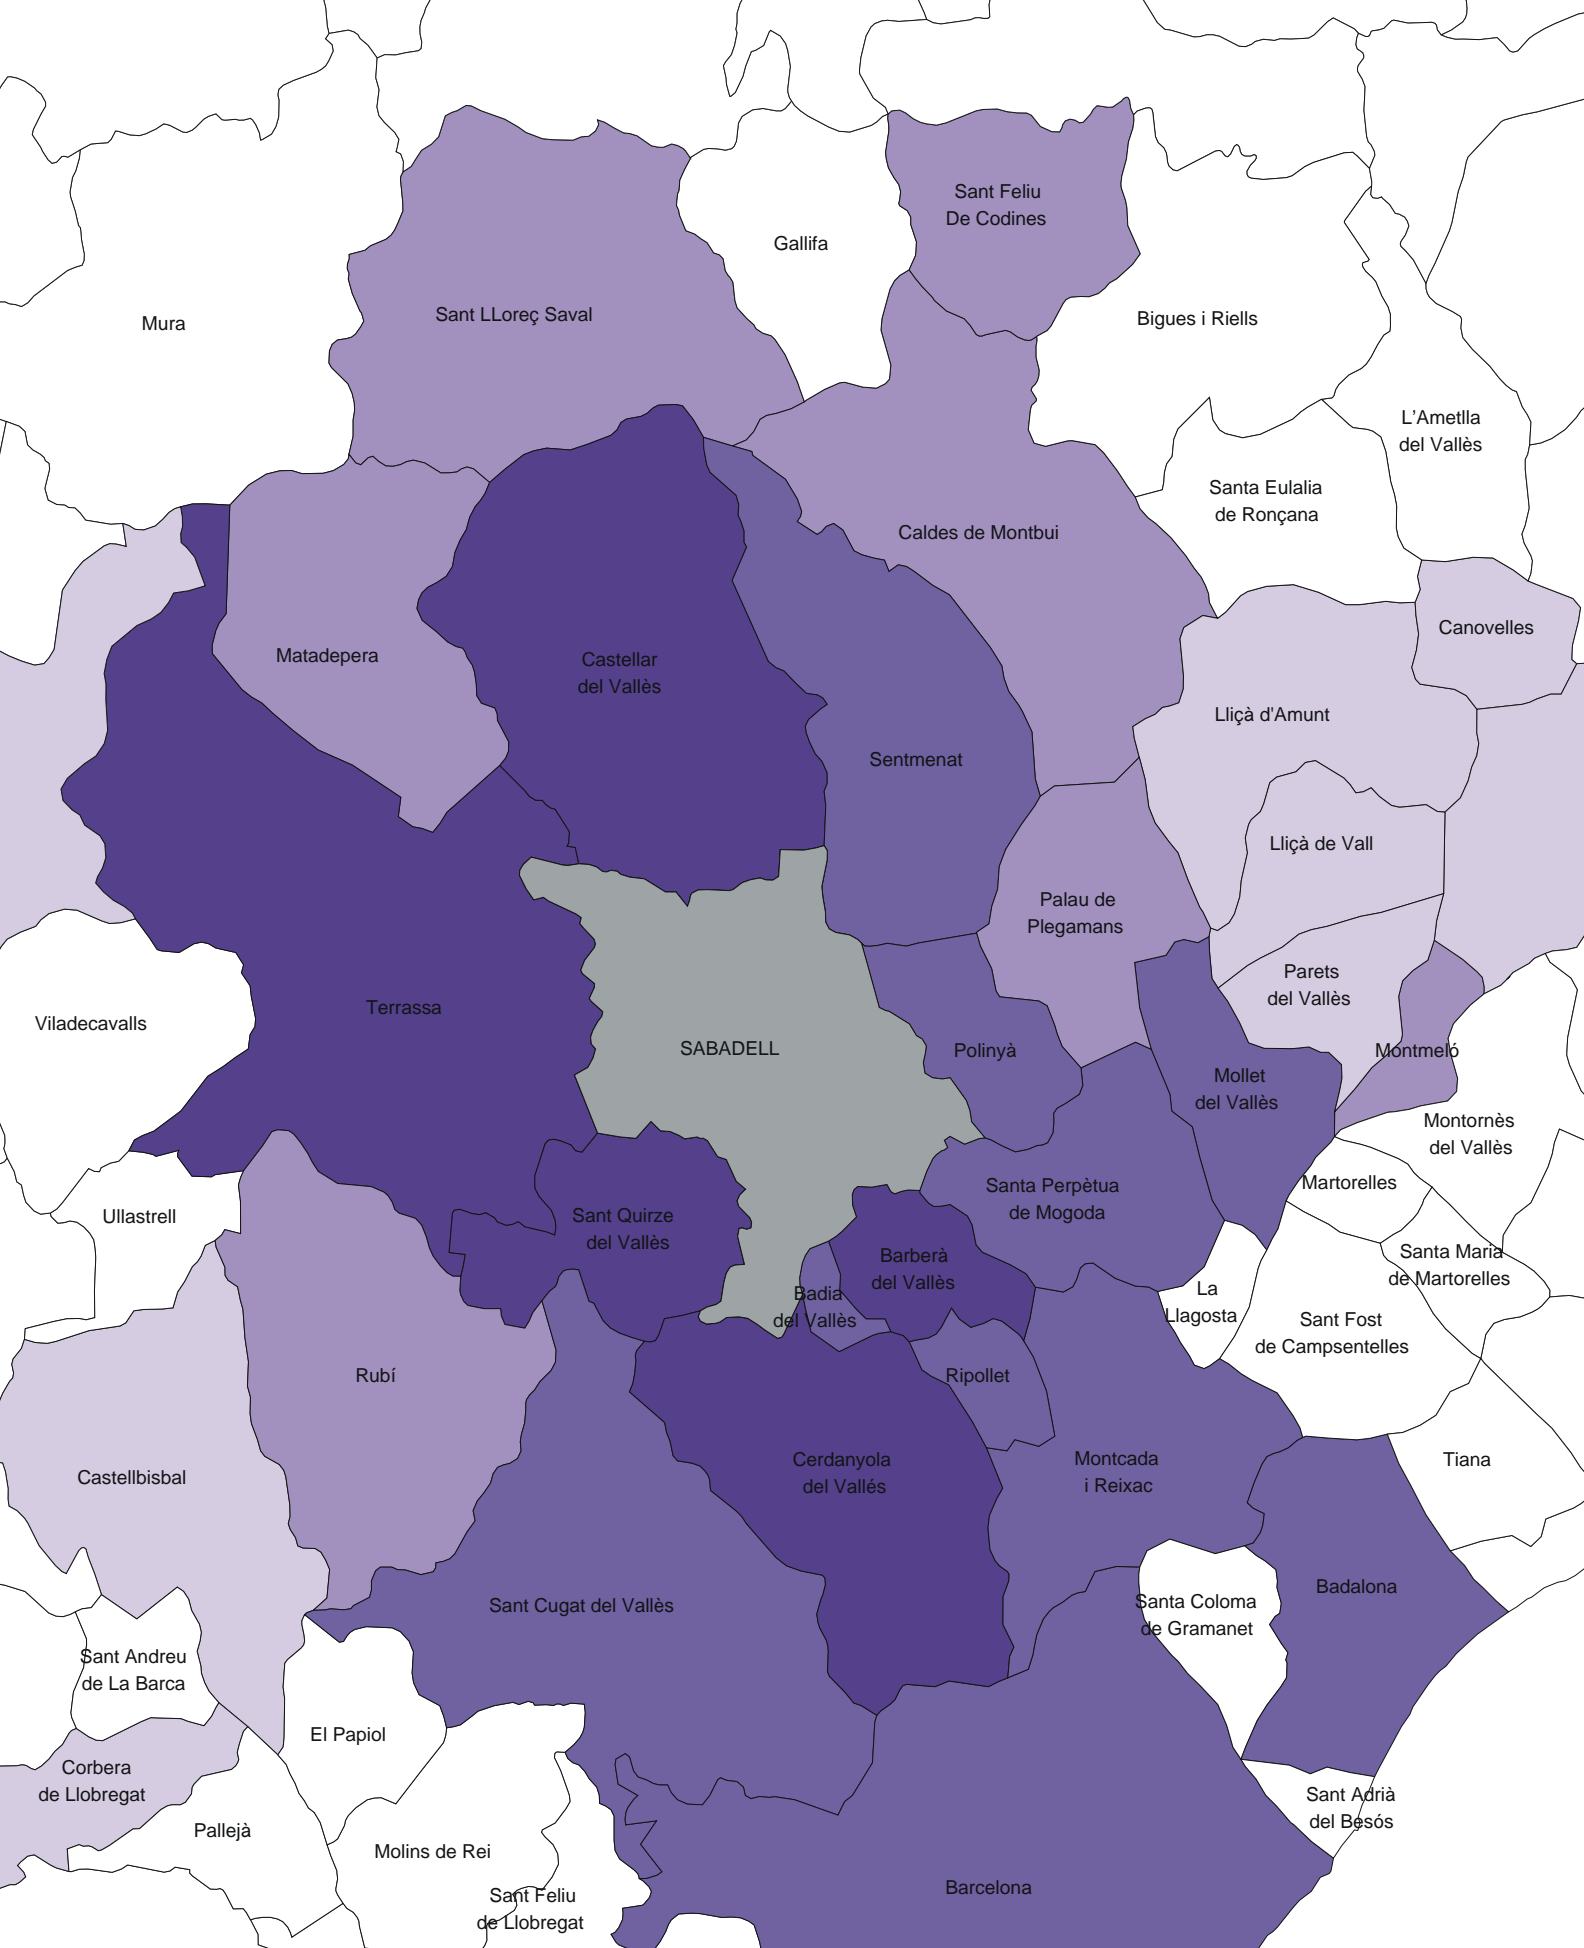 Sant Feliu
De Codines
Gallifa
Sant LLoreç Saval
Mura
Bigues i Riells
L'Ametlla
del Vallès
Santa Eulalia
de Ronçana
Caldes de Montbui
Canovelles
Matadepera
Castellar
del Vallès
Lliçà d'Amunt
Sentmenat
Lliçà de Vall
Palau de
Plegamans
Parets
del Vallès
Terrassa
Viladecavalls
SABADELL
Polinyà
Montmeló
Mollet
del Vallès
Montornès
del Vallès
Martorelles
Santa Perpètua
de Mogoda
Ullastrell
Sant Quirze
del Vallès
Barberà
del Vallès
Santa Maria
de Martorelles
Badia
del Vallès
La
Llagosta
Sant Fost
de Campsentelles
Rubí
Ripollet
Castellbisbal
Cerdanyola
del Vallés
Montcada
i Reixac
Tiana
Badalona
Sant Cugat del Vallès
Santa Coloma
de Gramanet
Sant Andreu
de La Barca
El Papiol
Corbera
de Llobregat
Sant Adrià
del Besós
Pallejà
Molins de Rei
Barcelona
Sant Feliu
de Llobregat